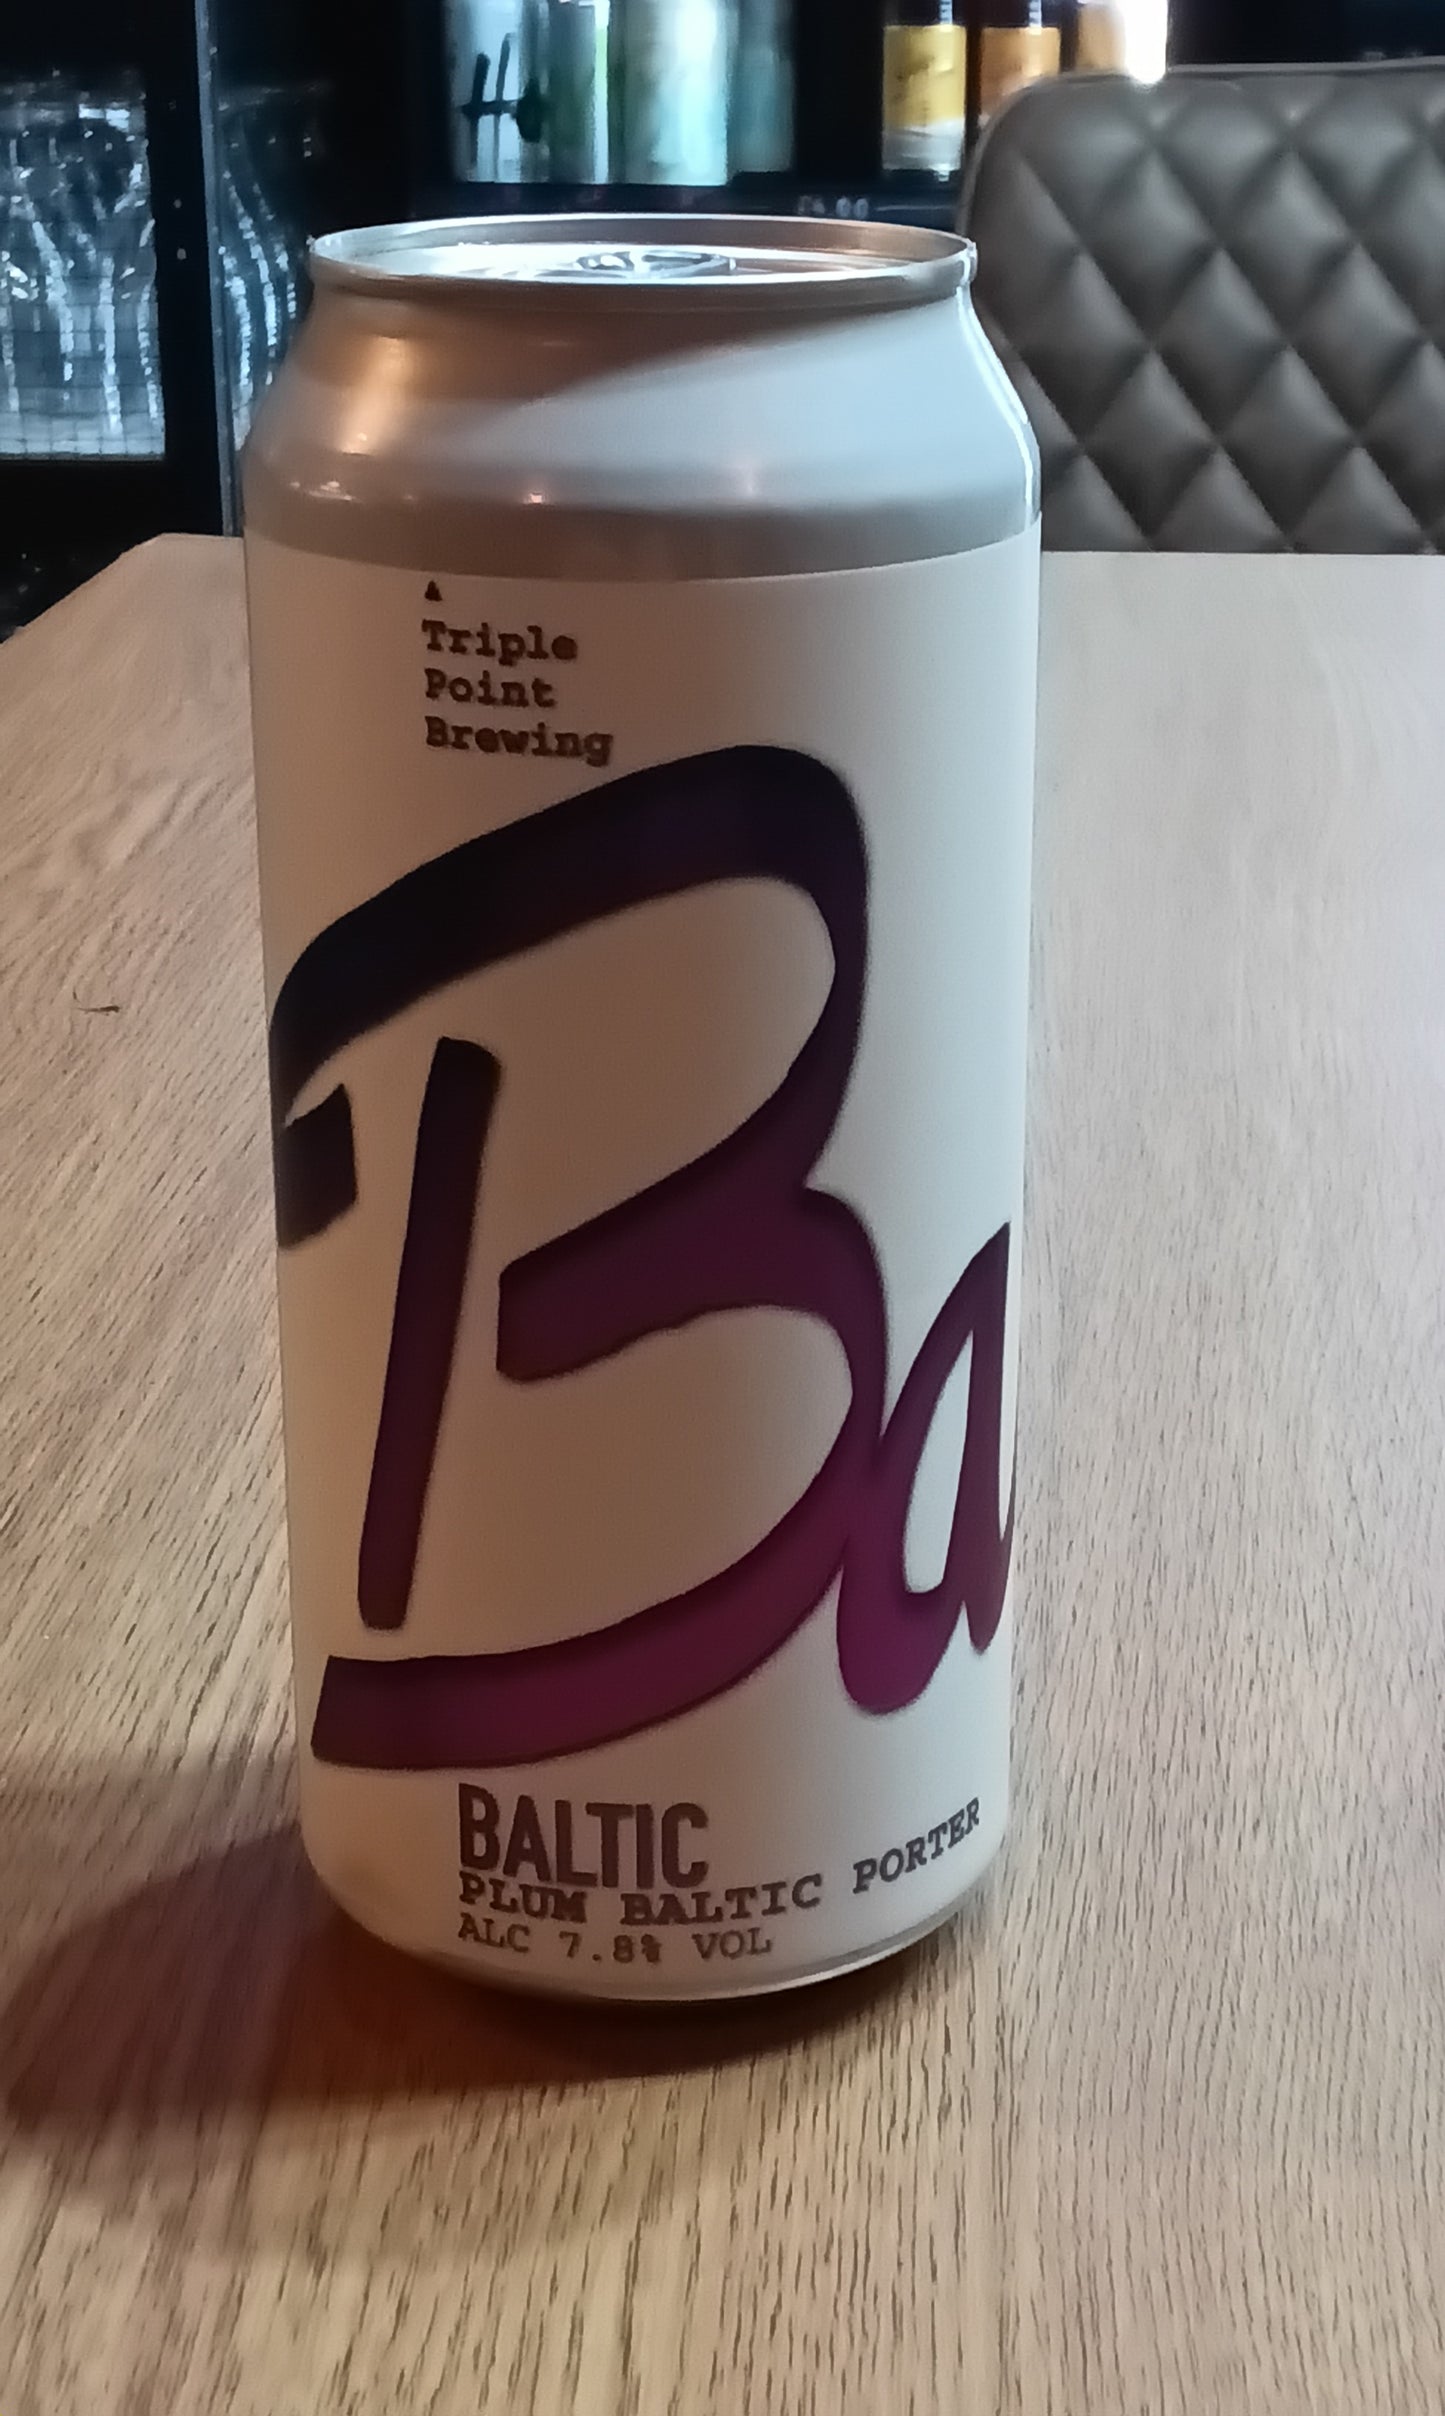 Triple
Point
Brewing
Ba
BALTIC
PLUM BALTIC PORTER
ALC 7.8% VOL